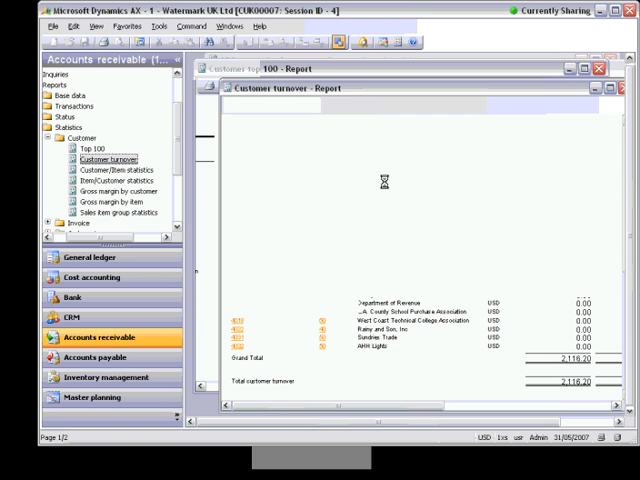 Microsoft Dynamics AX - 1 - Watermark UK Ltd [CUK00007: Session ID - 4]
Currently Sharing
File Edit View Favorites Tools Command Windows Help
Accounts receivable (1...
Inquiries
Reports
Base data
Transactions
Status
Statistics
Customer
Top 100
Customer turnover
Customer/Item statistics
Item/Customer statistics
Gross margin by customer
Gross margin by item
Sales item group statistics
Invoice
General ledger
Cost accounting
Bank
CRM
Accounts receivable
Accounts payable
Inventory management
Master planning
Customer top 100 - Report
Customer turnover - Report
Department of Revenue USD 0.00
L.A. County School Purchase Association USD 0.00
West Coast Technical College Association USD 0.00
Rainy and Son, Inc USD 0.00
Sundries Trade USD 0.00
AHH Lights USD 0.00
Grand Total 2,116.20
Total customer turnover 2,116.20
Page 1/2
USD 1xs usr Admin 31/05/2007